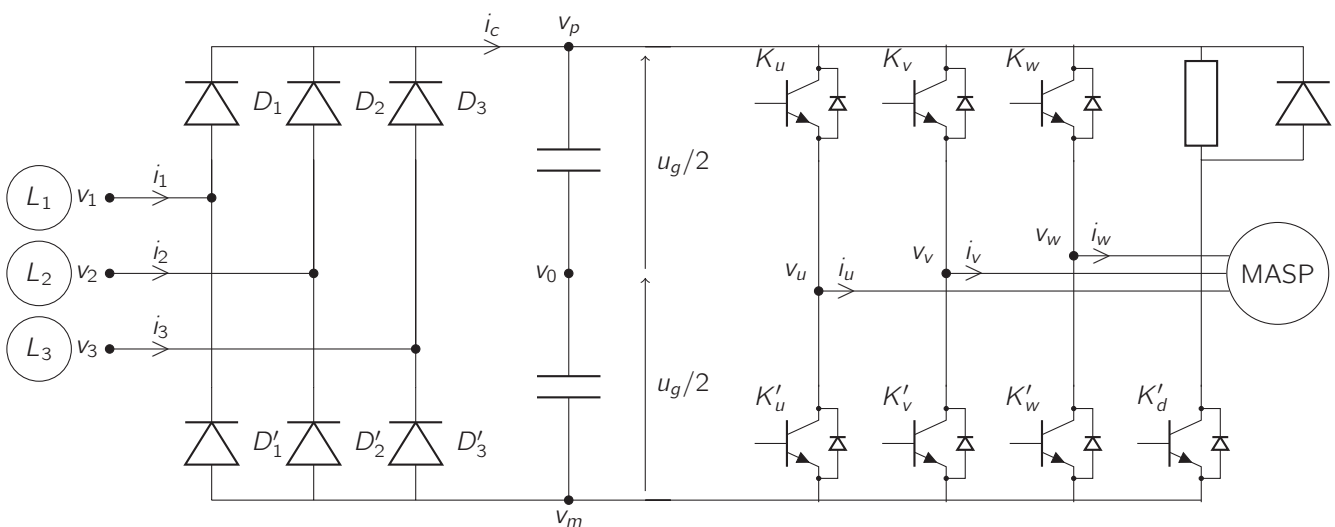 i_c v_p
K_u K_v K_w
D_1 D_2 D_3
u_g/2
L_1 v_1 i_1
L_2 v_2 i_2
v_0
v_u i_u v_v i_v v_w i_w MASP
L_3 v_3 i_3
u_g/2
K'_u K'_v K'_w K'_d
D'_1 D'_2 D'_3
v_m